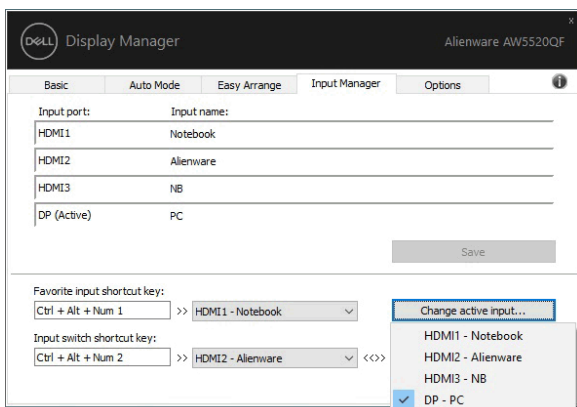 DELL Display Manager
Alienware AW5520QF
Basic Auto Mode Easy Arrange Input Manager Options
Input port: Input name:
HDMI1 Notebook
HDMI2 Alienware
HDMI3 NB
DP (Active) PC
Save
Favorite input shortcut key:
Ctrl + Alt + Num 1 >> HDMI1 - Notebook Change active input...
Input switch shortcut key:
Ctrl + Alt + Num 2 >> HDMI2 - Alienware <<>>
HDMI1 - Notebook
HDMI2 - Alienware
HDMI3 - NB
DP - PC